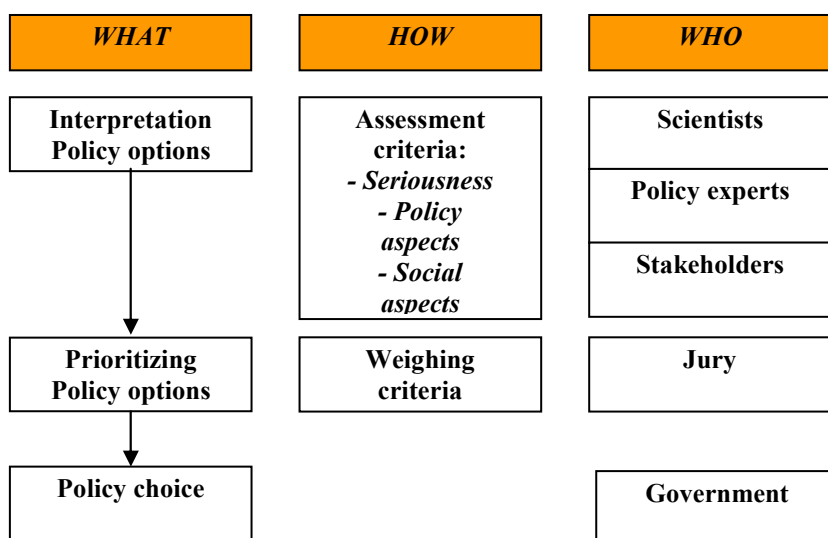 WHAT
HOW
WHO
Interpretation
Policy options
Assessment
criteria:
- Seriousness
- Policy
aspects
- Social
aspects
Scientists
Policy experts
Stakeholders
Prioritizing
Policy options
Weighing
criteria
Jury
Policy choice
Government